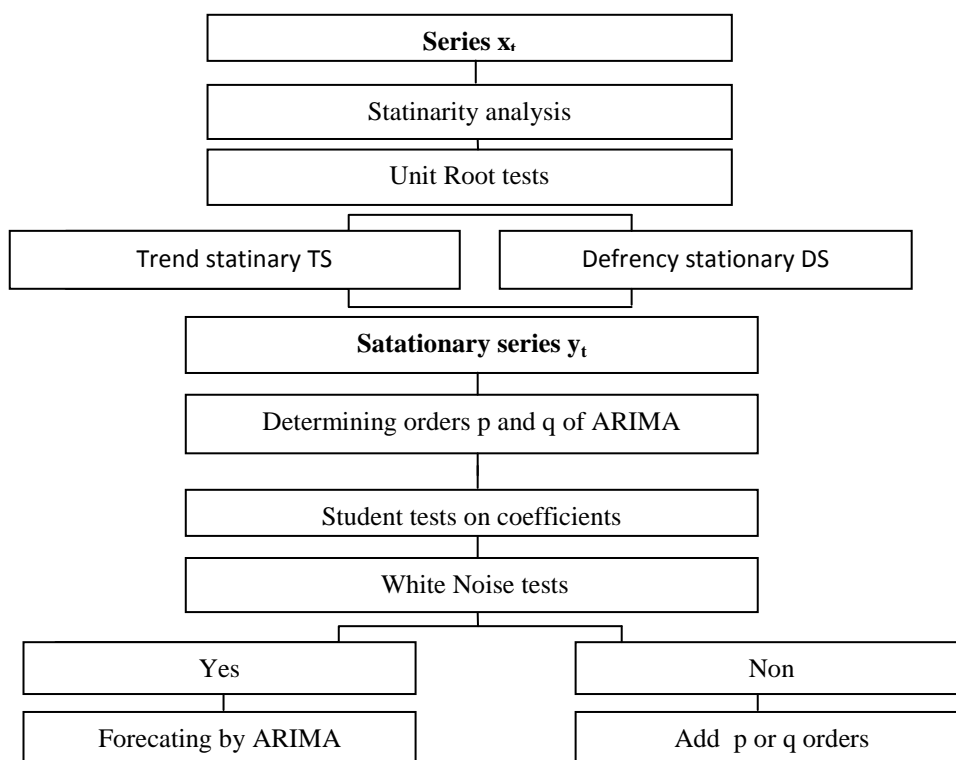 Series xₜ
Statinarity analysis
Unit Root tests
Trend statinary TS
Defrency stationary DS
Satationary series yₜ
Determining orders p and q of ARIMA
Student tests on coefficients
White Noise tests
Yes
Non
Forecating by ARIMA
Add p or q orders